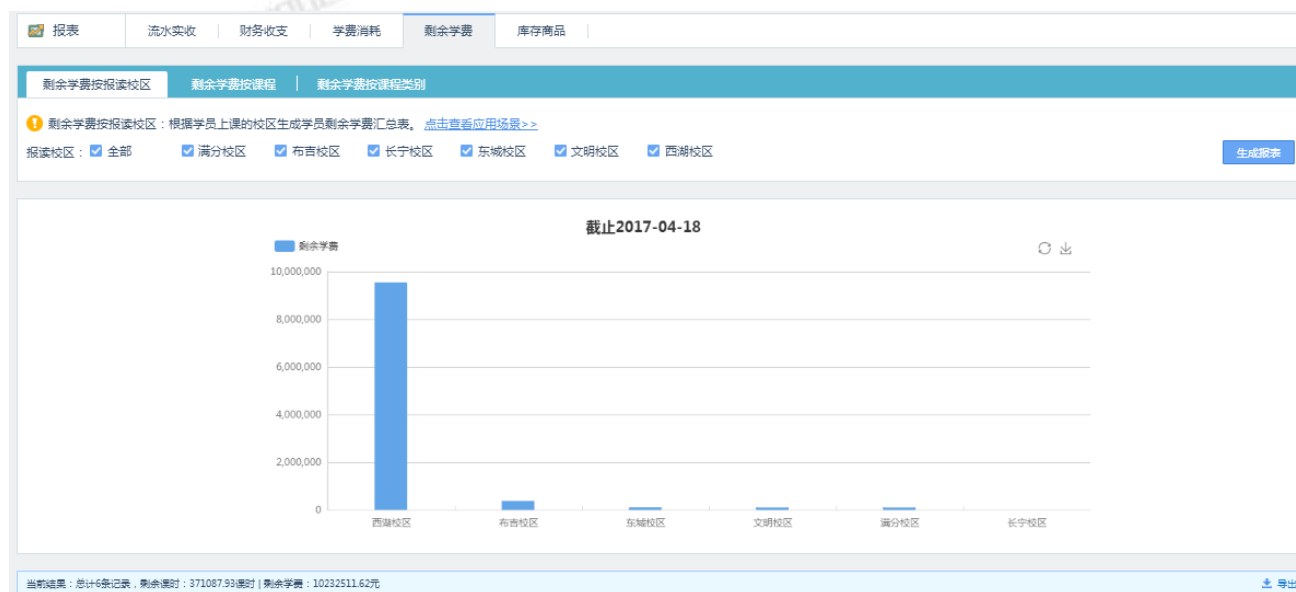 报表 流水实收 财务收支 学费消耗 剩余学费 库存商品
剩余学费按报读校区 剩余学费按课程 剩余学费按课程类别
剩余学费按报读校区：根据学员上课的校区生成学员剩余学费汇总表。 点击查看应用场景>>
报读校区： 全部 满分校区 布吉校区 长宁校区 东城校区 文明校区 西湖校区 生成报表
截止2017-04-18
剩余学费
10,000,000
8,000,000
6,000,000
4,000,000
2,000,000
0
西湖校区 布吉校区 东城校区 文明校区 满分校区 长宁校区
当前结果：总计6条记录，剩余课时：371087.93课时 | 剩余学费：10232511.62元 导出